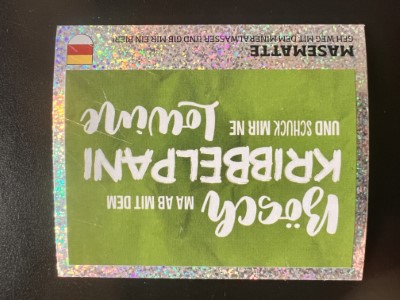 Bösch
MA AB MIT DEM
KRIBBELPANI
UND SCHUCK MIR NE
Lowine
MASEMATTE
GEH WEG MIT DEM MINERALWASSER UND GIB MIR EIN BIER!